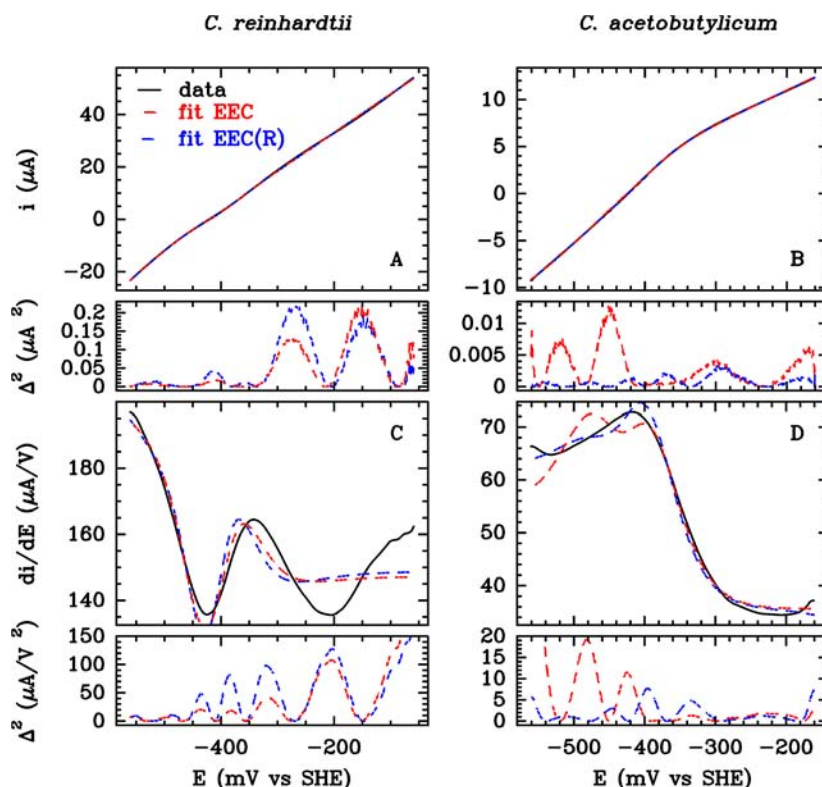 C. reinhardtii
C. acetobutylicum
data
fit EEC
fit EEC(R)
i (μA)
40
20
0
−20
A
10
5
0
−5
−10
B
Δ² (μA ²)
0.2
0.15
0.1
0.05
0
0.01
0.005
0
di/dE (μA/V)
180
160
140
C
70
60
50
40
D
Δ² (μA/V ²)
150
100
50
0
20
15
10
5
0
−400
−200
−500
−400
−300
−200
E (mV vs SHE)
E (mV vs SHE)